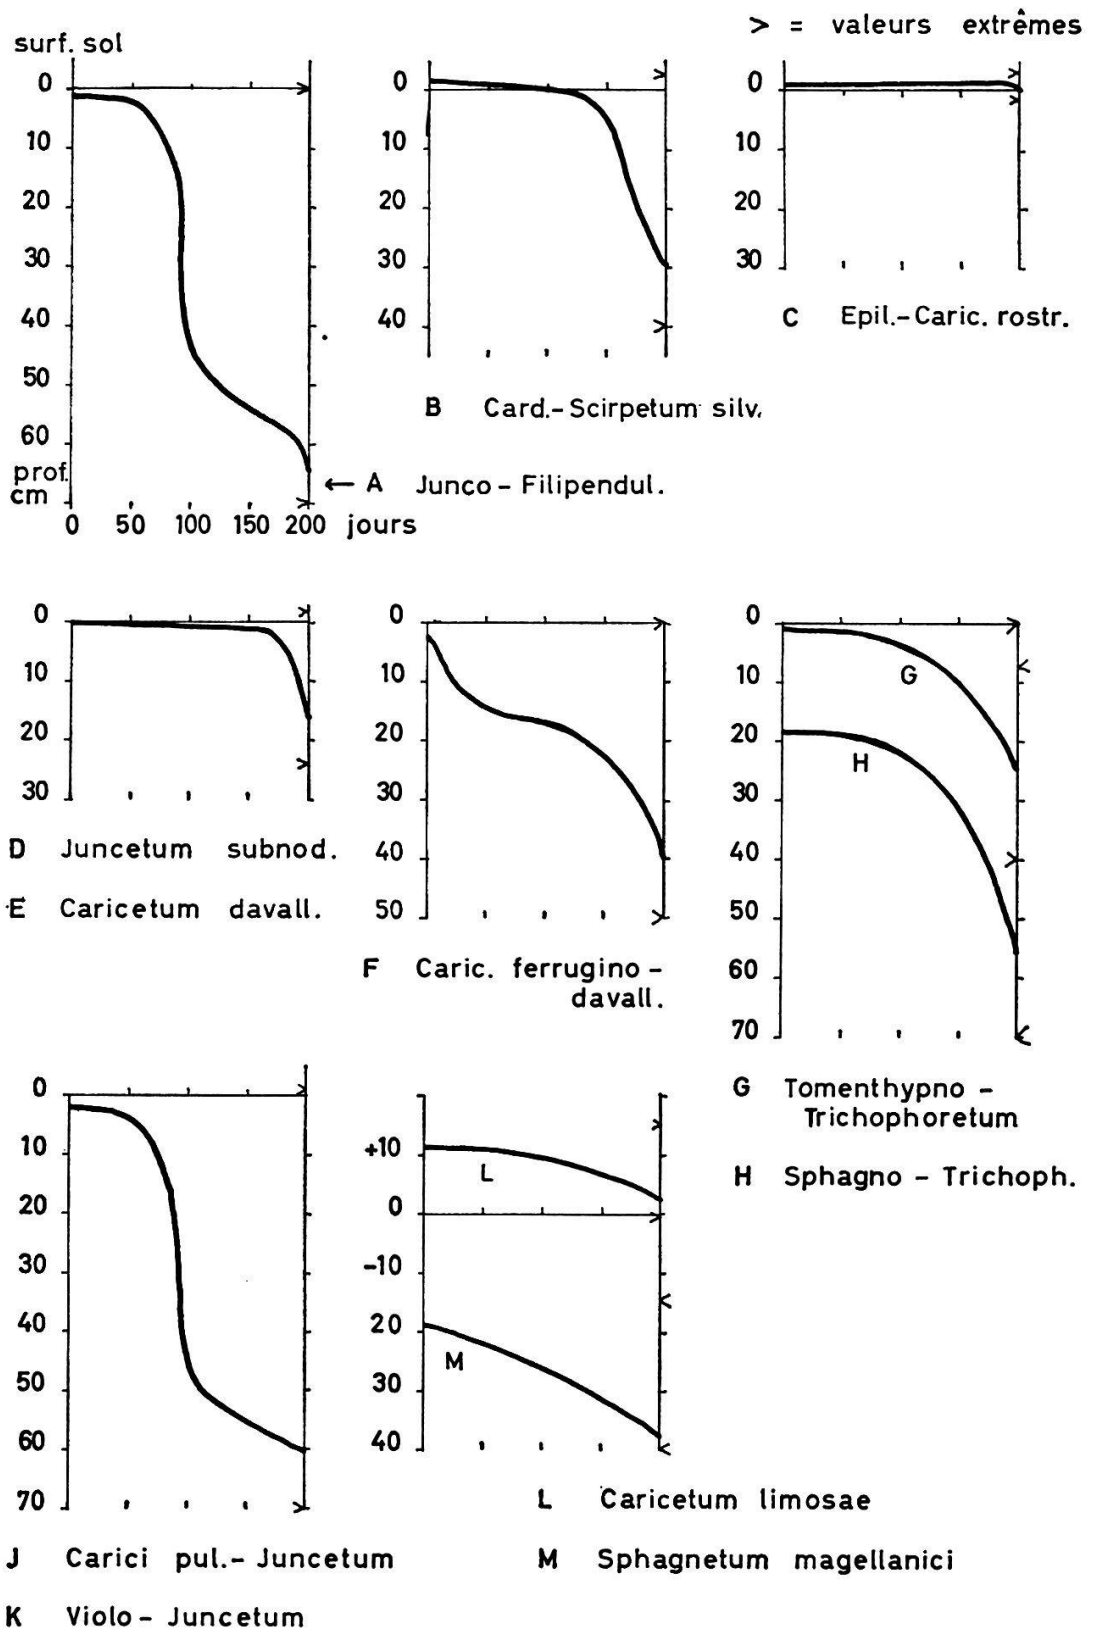 > = valeurs extrêmes
surf. sol
0
10
20
30
40
50
60
prof.
cm
0 50 100 150 200 jours
← A Junco - Filipendul.
0
10
20
30
40
B Card.- Scirpetum silv.
0
10
20
30
C Epil.- Caric. rostr.
0
10
20
30
D Juncetum subnod.
E Caricetum davall.
0
10
20
30
40
50
F Caric. ferrugino -
davall.
0
10
20
30
40
50
60
70
G
H
G Tomenthypno -
Trichophoretum
H Sphagno - Trichoph.
0
10
20
30
40
50
60
70
J Carici pul.- Juncetum
K Violo - Juncetum
+10
0
-10
20
30
40
L
M
L Caricetum limosae
M Sphagnetum magellanici